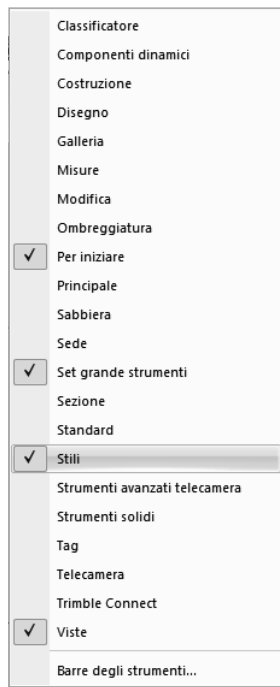 Classificatore
Componenti dinamici
Costruzione
Disegno
Galleria
Misure
Modifica
Ombreggiatura
Per iniziare
Principale
Sabbiera
Sede
Set grande strumenti
Sezione
Standard
Stili
Strumenti avanzati telecamera
Strumenti solidi
Tag
Telecamera
Trimble Connect
Viste
Barre degli strumenti...